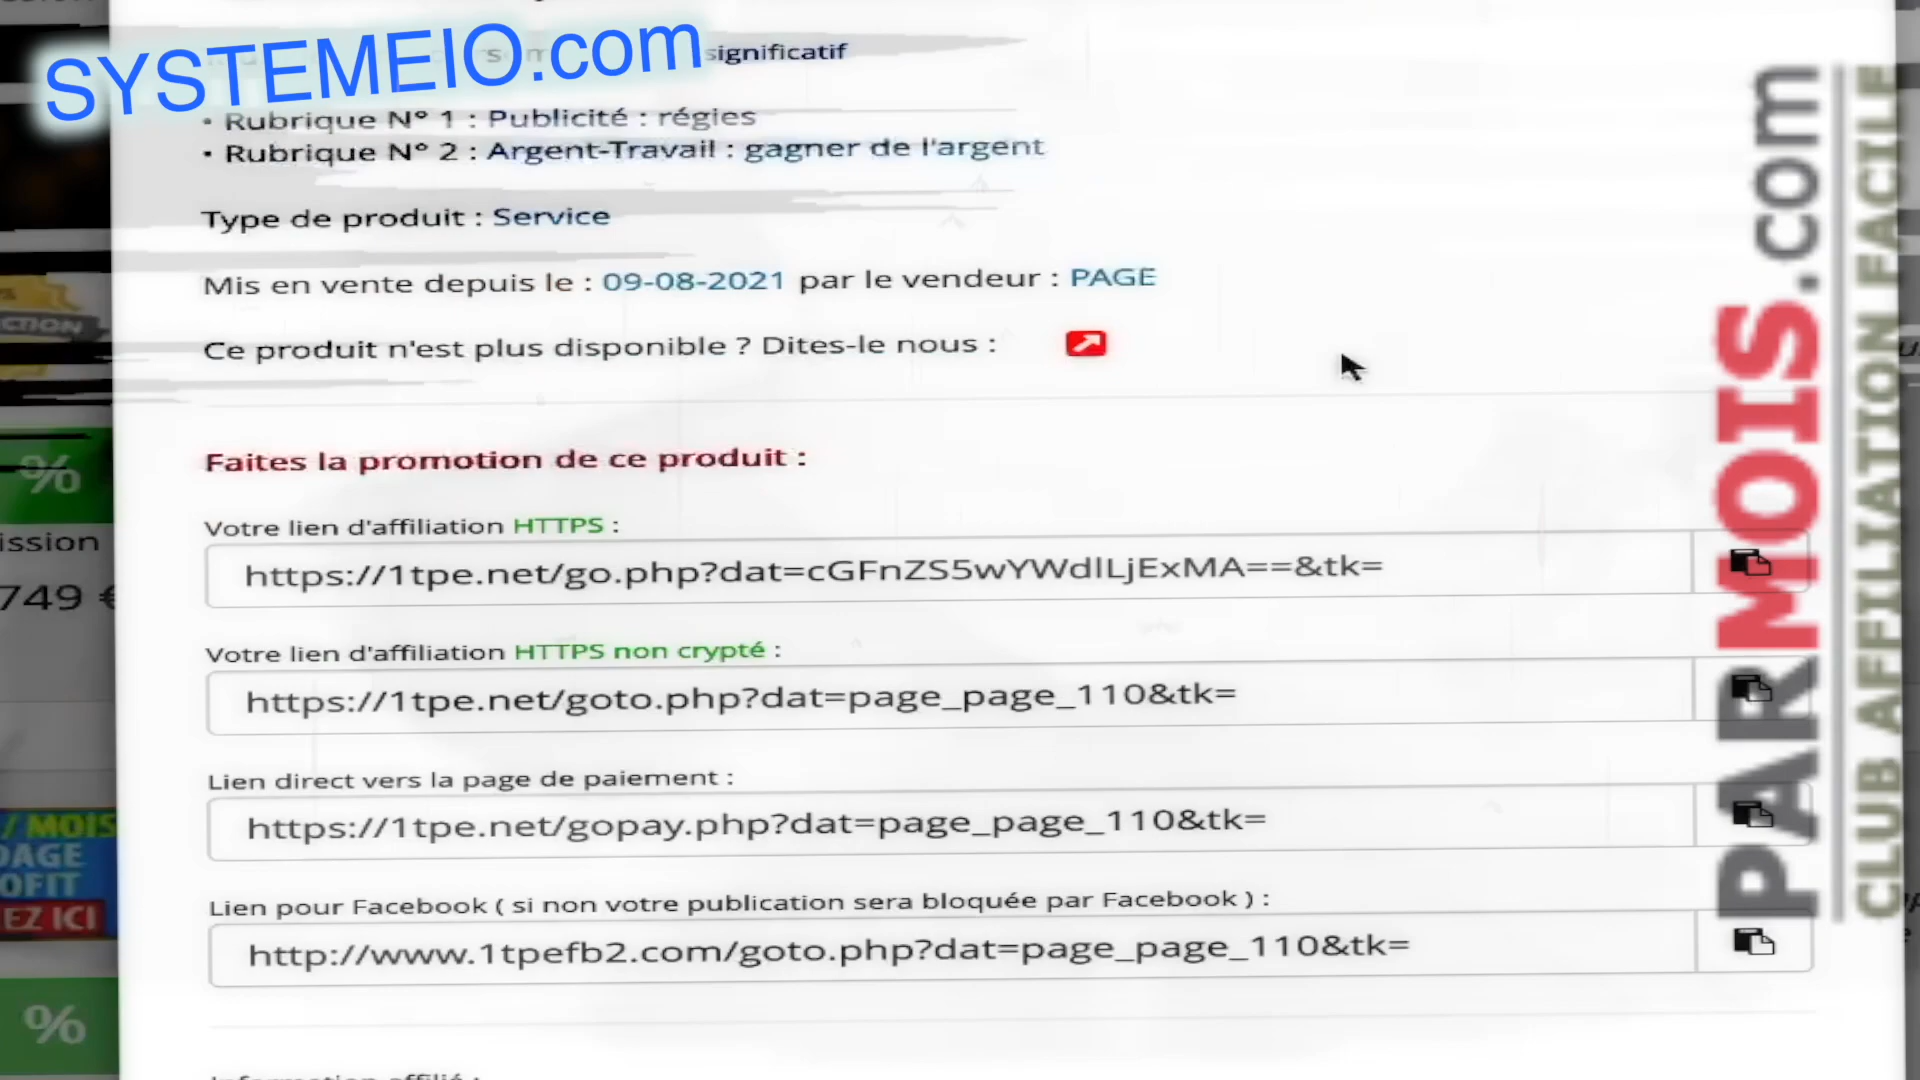 SYSTEMEIO.com
significatif
• Rubrique N° 1 : Publicité : régies
• Rubrique N° 2 : Argent-Travail : gagner de l'argent
Type de produit : Service
Mis en vente depuis le : 09-08-2021 par le vendeur : PAGE
Ce produit n'est plus disponible ? Dites-le nous :
Faites la promotion de ce produit :
Votre lien d'affiliation HTTPS :
https://1tpe.net/go.php?dat=cGFnZS5wYWdlLjExMA==&tk=
Votre lien d'affiliation HTTPS non crypté :
https://1tpe.net/goto.php?dat=page_page_110&tk=
Lien direct vers la page de paiement :
https://1tpe.net/gopay.php?dat=page_page_110&tk=
Lien pour Facebook ( si non votre publication sera bloquée par Facebook ) :
http://www.1tpefb2.com/goto.php?dat=page_page_110&tk=
PARMOIS.com
CLUB AFFILIATION FACILE
CTION
%
ission
749 €
/ MOIS
DAGE
OFIT
EZ ICI
%